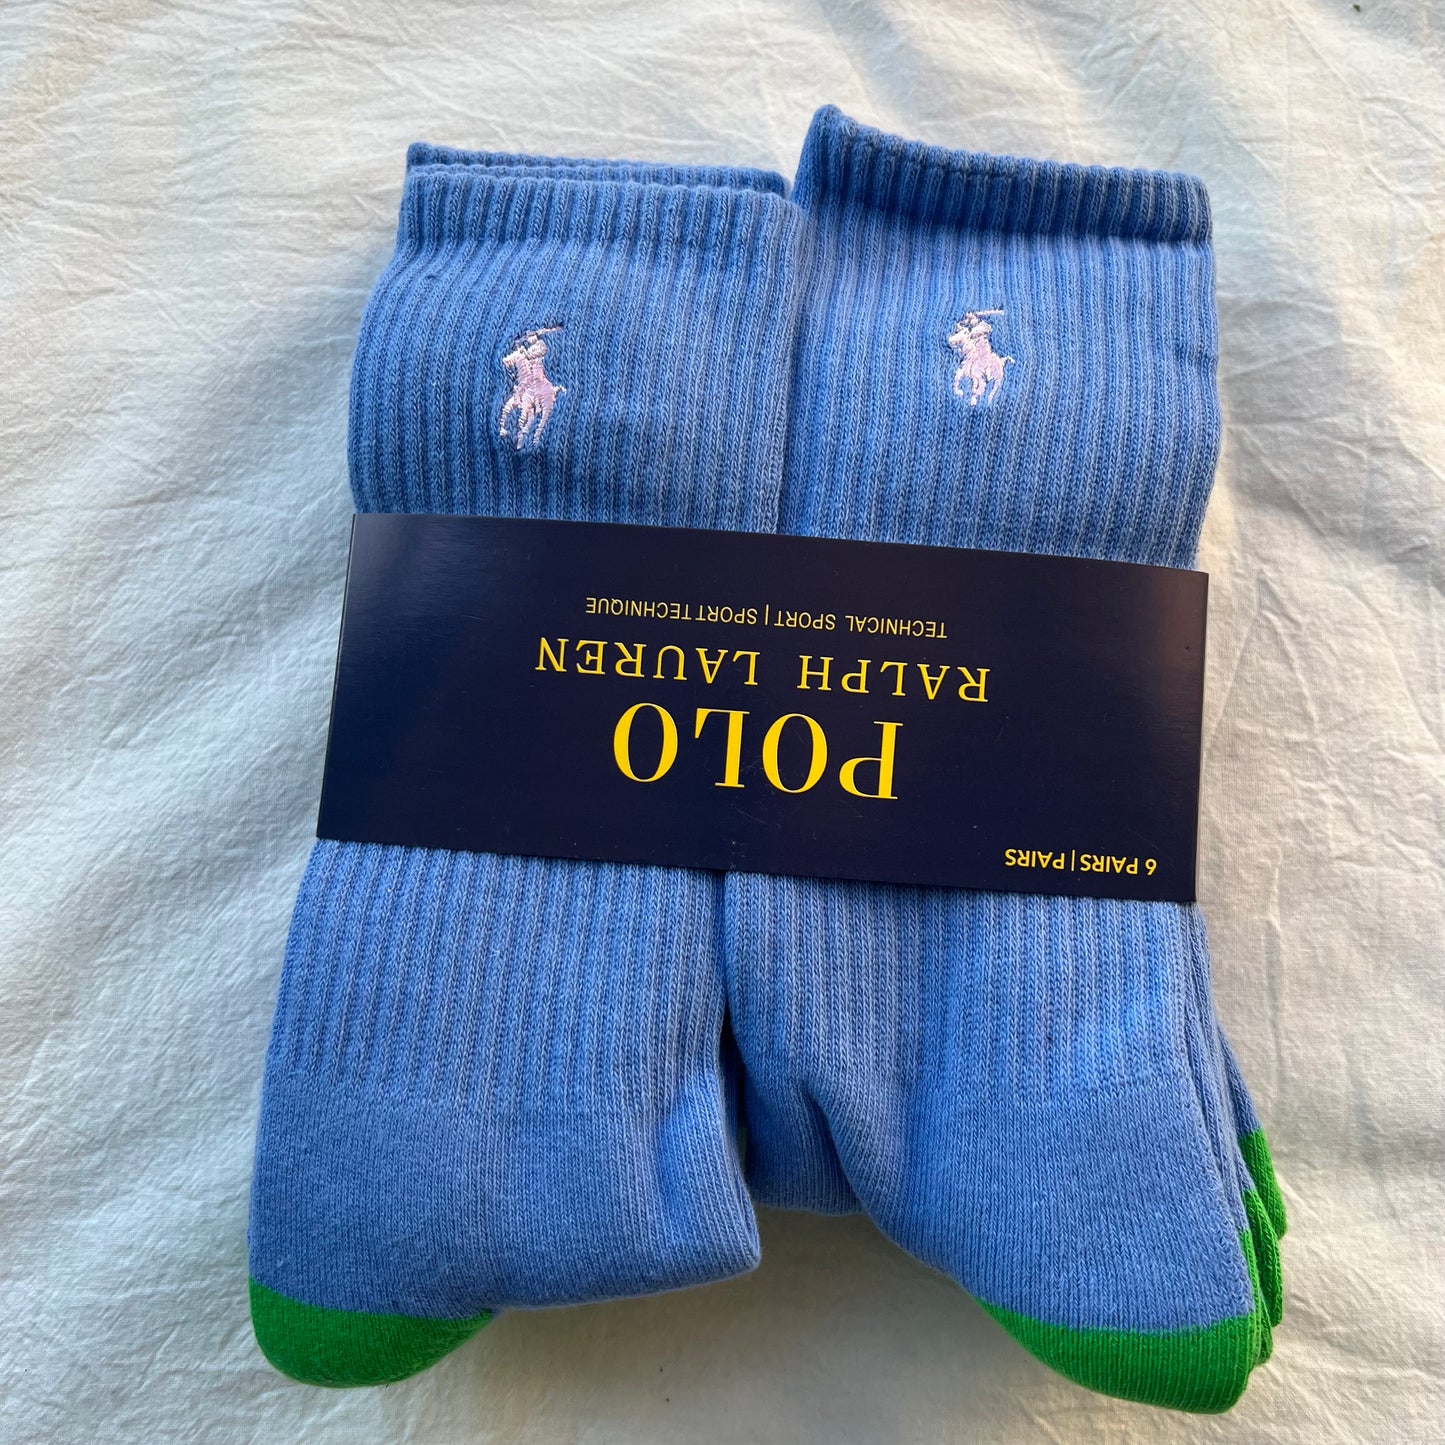 6 PAIRS | PAIRS
POLO
RALPH LAUREN
TECHNICAL SPORT | SPORT TECHNIQUE